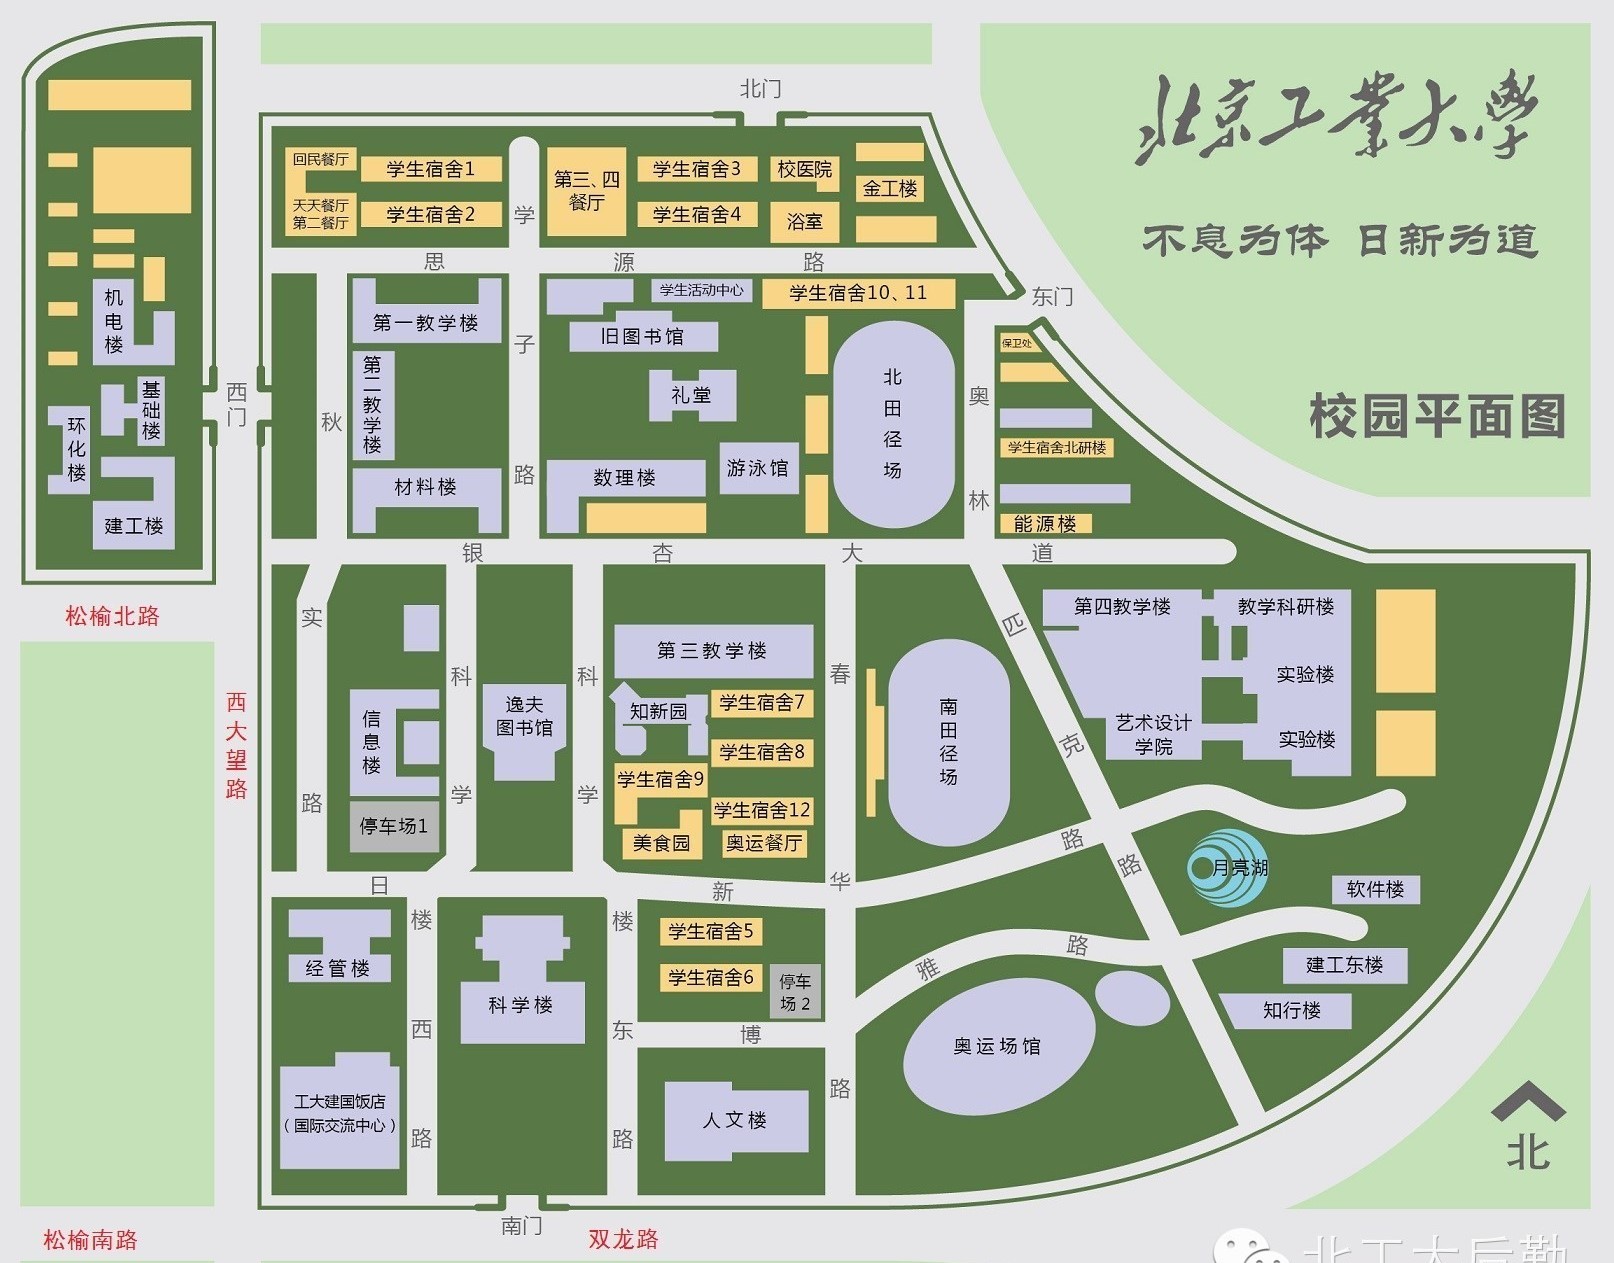 北京工業大學
不息为体 日新为道
校园平面图
北门
回民餐厅
天天餐厅
第二餐厅
学生宿舍1
学生宿舍2
第三、四
餐厅
学生宿舍3
学生宿舍4
校医院
浴室
金工楼
思源路
学子路
东门
机电楼
基础楼
环化楼
建工楼
西门
秋实路
第一教学楼
第二教学楼
材料楼
学生活动中心
旧图书馆
礼堂
数理楼
游泳馆
学生宿舍10、11
北田径场
奥林匹克路
保卫处
学生宿舍北研楼
能源楼
银杏大道
松榆北路
西大望路
信息楼
停车场1
科学楼西路
逸夫
图书馆
科学楼东路
第三教学楼
知新园
学生宿舍7
学生宿舍8
学生宿舍9
学生宿舍12
美食园
奥运餐厅
春华路
南田径场
第四教学楼
教学科研楼
实验楼
艺术设计
学院
实验楼
月亮湖
软件楼
建工东楼
知行楼
日新路
经管楼
科学楼
学生宿舍5
学生宿舍6
停车
场2
博雅路
奥运场馆
工大建国饭店
（国际交流中心）
人文楼
北
南门
松榆南路
双龙路
北工大后勤